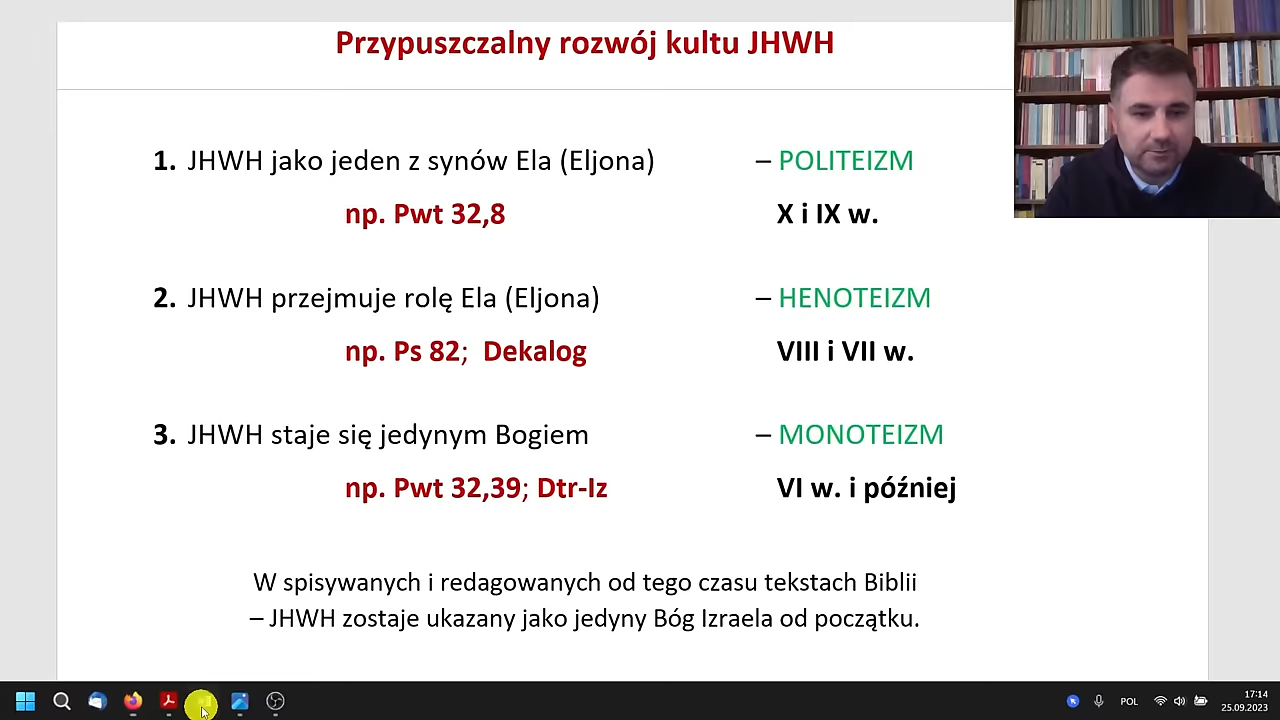 Przypuszczalny rozwój kultu JHWH
1. JHWH jako jeden z synów Ela (Eljona) – POLITEIZM
np. Pwt 32,8 X i IX w.
2. JHWH przejmuje rolę Ela (Eljona) – HENOTEIZM
np. Ps 82; Dekalog VIII i VII w.
3. JHWH staje się jedynym Bogiem – MONOTEIZM
np. Pwt 32,39; Dtr-Iz VI w. i później
W spisywanych i redagowanych od tego czasu tekstach Biblii
– JHWH zostaje ukazany jako jedyny Bóg Izraela od początku.
POL
17:14
25.09.2023